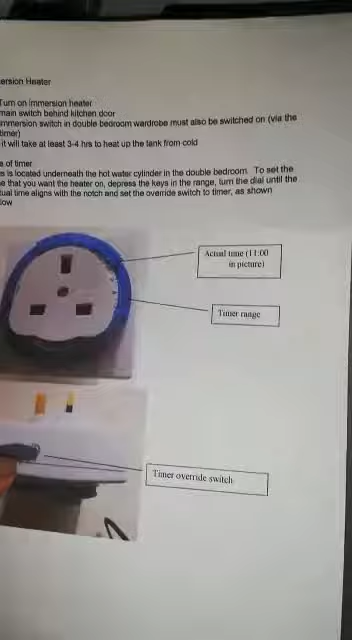 ersion Heater
Turn on immersion heater
main switch behind kitchen door
mmersion switch in double bedroom wardrobe must also be switched on (via the
timer)
it will take at least 3-4 hrs to heat up the tank from cold
e of timer
s is located underneath the hot water cylinder in the double bedroom. To set the
e that you want the heater on, depress the keys in the range, turn the dial until the
tual time aligns with the notch and set the override switch to timer, as shown
low
Actual time (11:00
in picture)
Timer range
Timer override switch